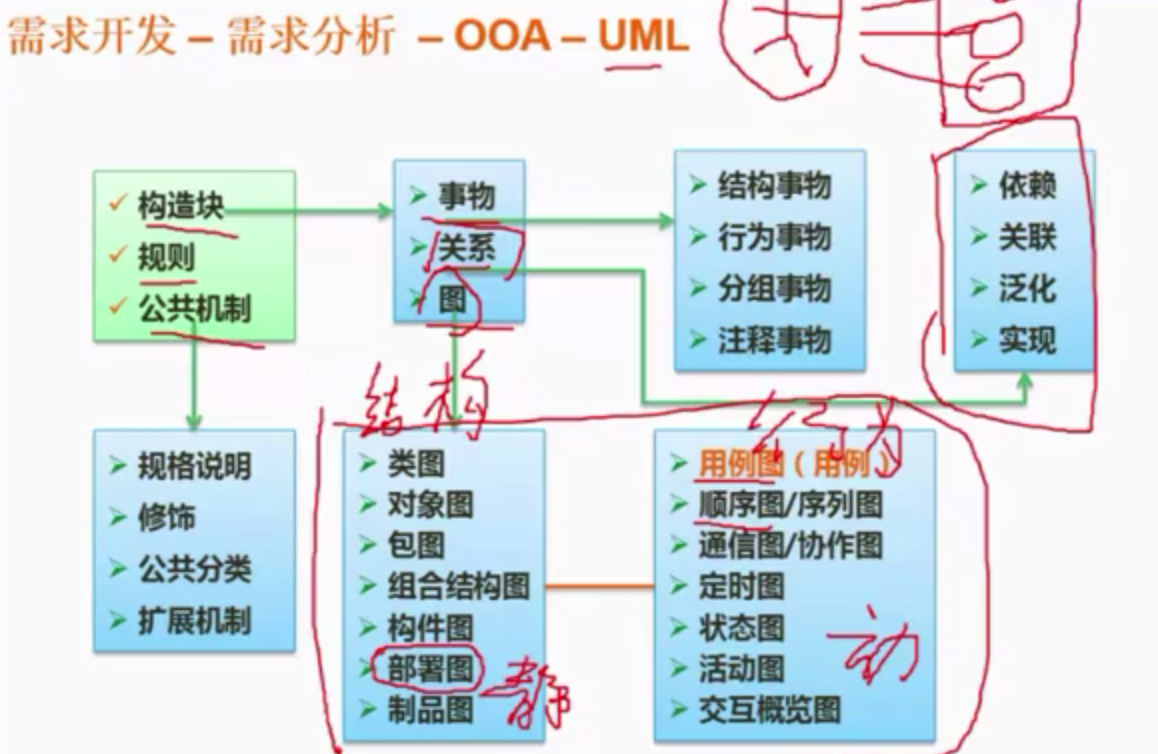 需求开发 – 需求分析 – OOA – UML
构造块
规则
公共机制
事物
关系
图
结构事物
行为事物
分组事物
注释事物
依赖
关联
泛化
实现
规格说明
修饰
公共分类
扩展机制
结构
类图
对象图
包图
组合结构图
构件图
部署图
制品图
静
行为
用例图（用例）
顺序图/序列图
通信图/协作图
定时图
状态图
活动图
交互概览图
动